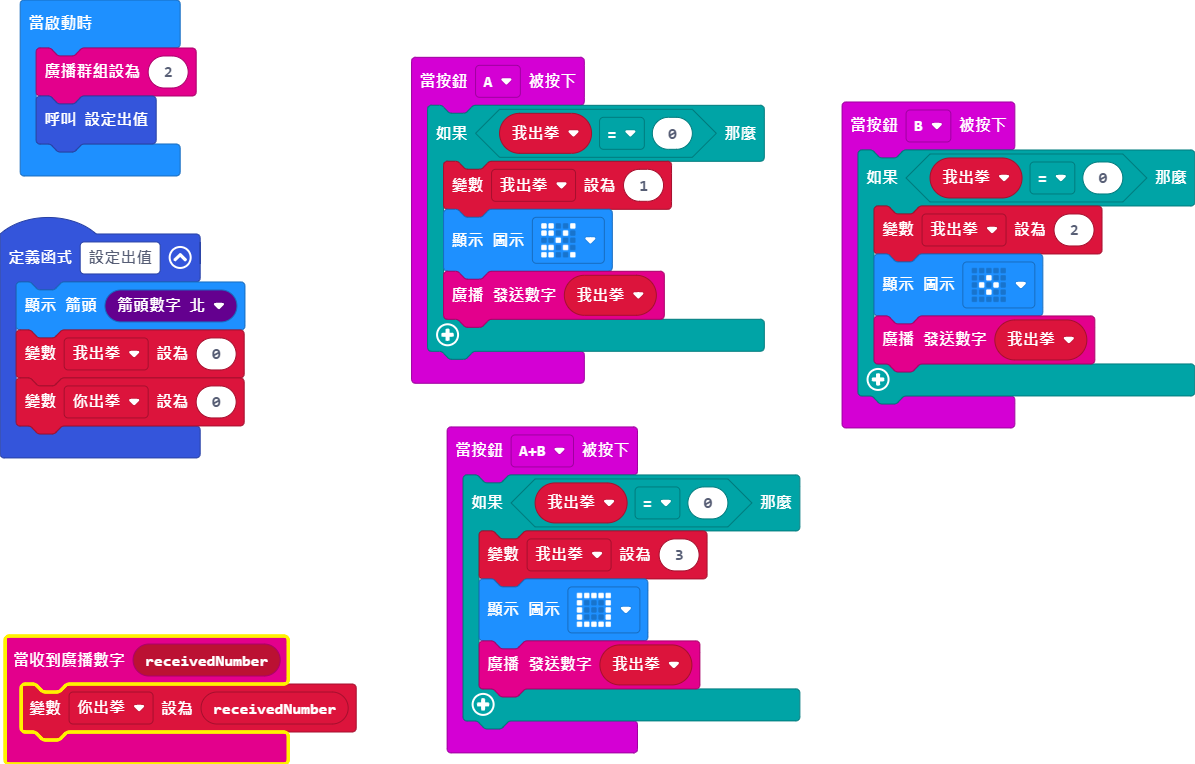 當啟動時
廣播群組設為 2
呼叫 設定出值
定義函式 設定出值
顯示 箭頭 箭頭數字 北
變數 我出拳 設為 0
變數 你出拳 設為 0
當收到廣播數字 receivedNumber
變數 你出拳 設為 receivedNumber
當按鈕 A 被按下
如果 我出拳 = 0 那麼
變數 我出拳 設為 1
顯示 圖示
廣播 發送數字 我出拳
當按鈕 A+B 被按下
如果 我出拳 = 0 那麼
變數 我出拳 設為 3
顯示 圖示
廣播 發送數字 我出拳
當按鈕 B 被按下
如果 我出拳 = 0 那麼
變數 我出拳 設為 2
顯示 圖示
廣播 發送數字 我出拳